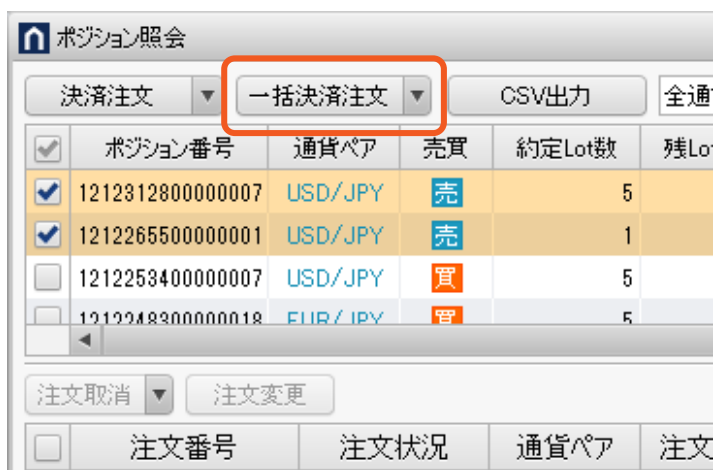 ポジション照会
決済注文 ▼ 一括決済注文 ▼ CSV出力 全通
ポジション番号 通貨ペア 売買 約定Lot数 残Lo
1212312800000007 USD/JPY 売 5
1212265500000001 USD/JPY 売 1
1212253400000007 USD/JPY 買 5
1212248300000018 EUR/JPY 買 5
注文取消 ▼ 注文変更
注文番号 注文状況 通貨ペア 注文